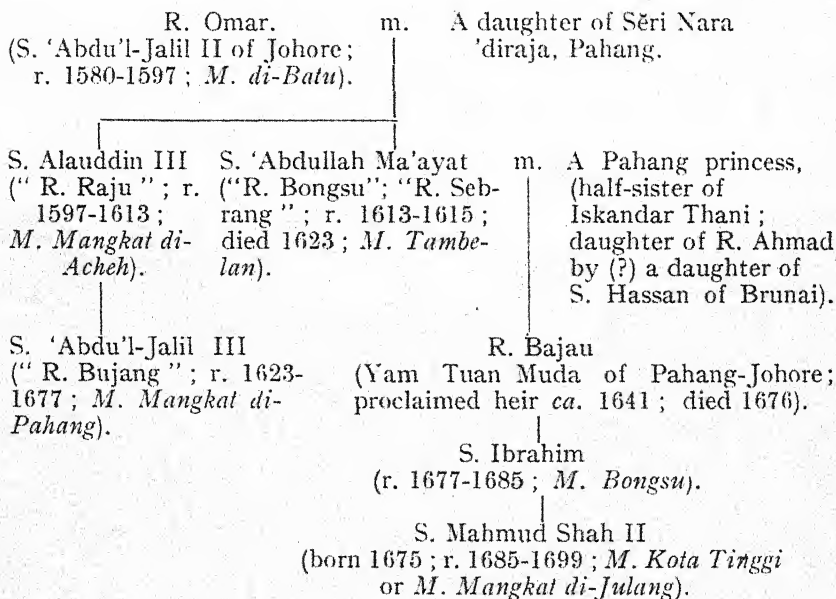 R. Omar. m. A daughter of Sĕri Nara
(S. 'Abdu'l-Jalil II of Johore; 'diraja, Pahang.
r. 1580-1597; M. di-Batu).
S. Alauddin III S. 'Abdullah Ma'ayat m. A Pahang princess,
("R. Raju"; r. ("R. Bongsu"; "R. Seb- (half-sister of
1597-1613; rang"; r. 1613-1615; Iskandar Thani;
M. Mangkat di- died 1623; M. Tambe- daughter of R. Ahmad
Acheh). lan). by (?) a daughter of
S. Hassan of Brunai).
S. 'Abdu'l-Jalil III R. Bajau
("R. Bujang"; r. 1623- (Yam Tuan Muda of Pahang-Johore;
1677; M. Mangkat di- proclaimed heir ca. 1641; died 1676).
Pahang).
S. Ibrahim
(r. 1677-1685; M. Bongsu).
S. Mahmud Shah II
(born 1675; r. 1685-1699; M. Kota Tinggi
or M. Mangkat di-Julang).